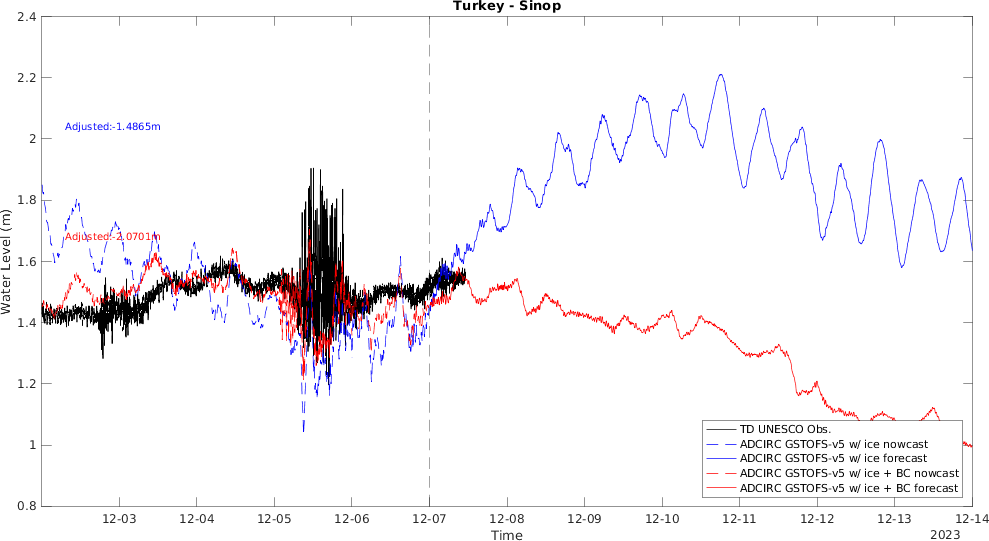 Turkey - Sinop
2.4
2.2
2
1.8
1.6
1.4
1.2
1
0.8
Water Level (m)
Adjusted:-1.4865m
Adjusted:-2.0701m
12-03
12-04
12-05
12-06
12-07
12-08
12-09
12-10
12-11
12-12
12-13
12-14
Time
2023
TD UNESCO Obs.
ADCIRC GSTOFS-v5 w/ ice nowcast
ADCIRC GSTOFS-v5 w/ ice forecast
ADCIRC GSTOFS-v5 w/ ice + BC nowcast
ADCIRC GSTOFS-v5 w/ ice + BC forecast